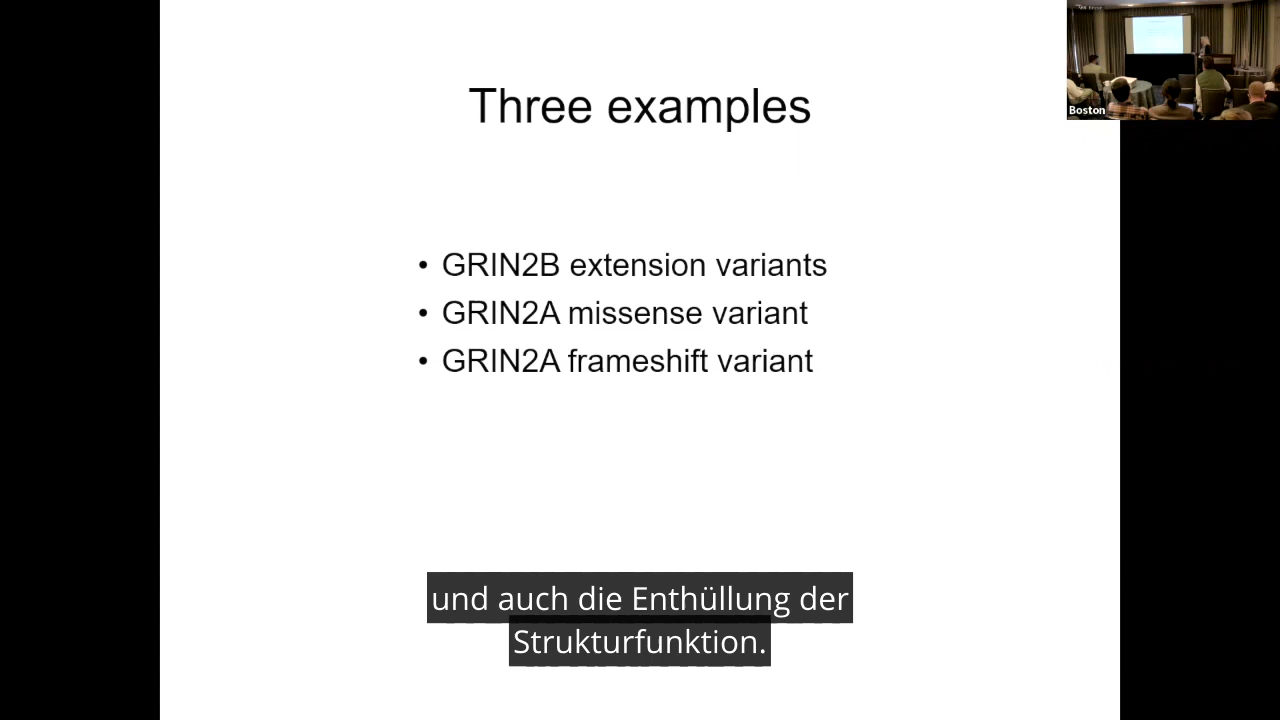 Three examples
• GRIN2B extension variants
• GRIN2A missense variant
• GRIN2A frameshift variant
und auch die Enthüllung der
Strukturfunktion.
Boston